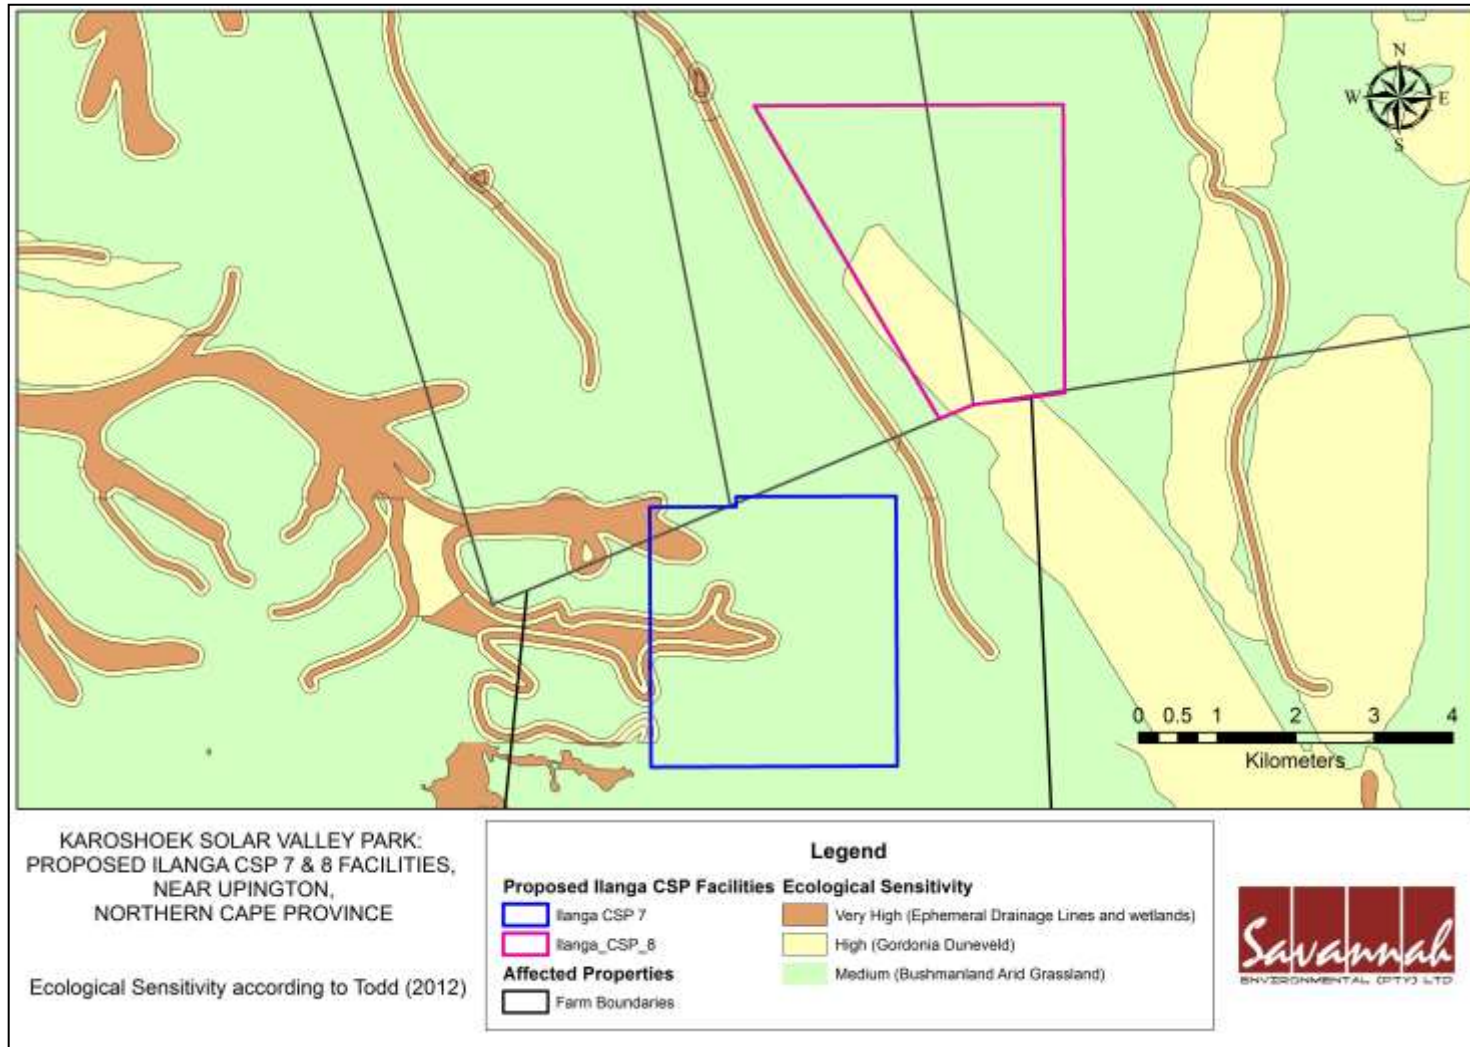 N
W E
S
0 0.5 1 2 3 4
Kilometers
KAROSHOEK SOLAR VALLEY PARK:
PROPOSED ILANGA CSP 7 & 8 FACILITIES,
NEAR UPINGTON,
NORTHERN CAPE PROVINCE
Ecological Sensitivity according to Todd (2012)
Legend
Proposed Ilanga CSP Facilities
Ilanga CSP 7
Ilanga_CSP_8
Affected Properties
Farm Boundaries
Ecological Sensitivity
Very High (Ephemeral Drainage Lines and wetlands)
High (Gordonia Duneveld)
Medium (Bushmanland Arid Grassland)
Savannah
ENVIRONMENTAL (PTY) LTD